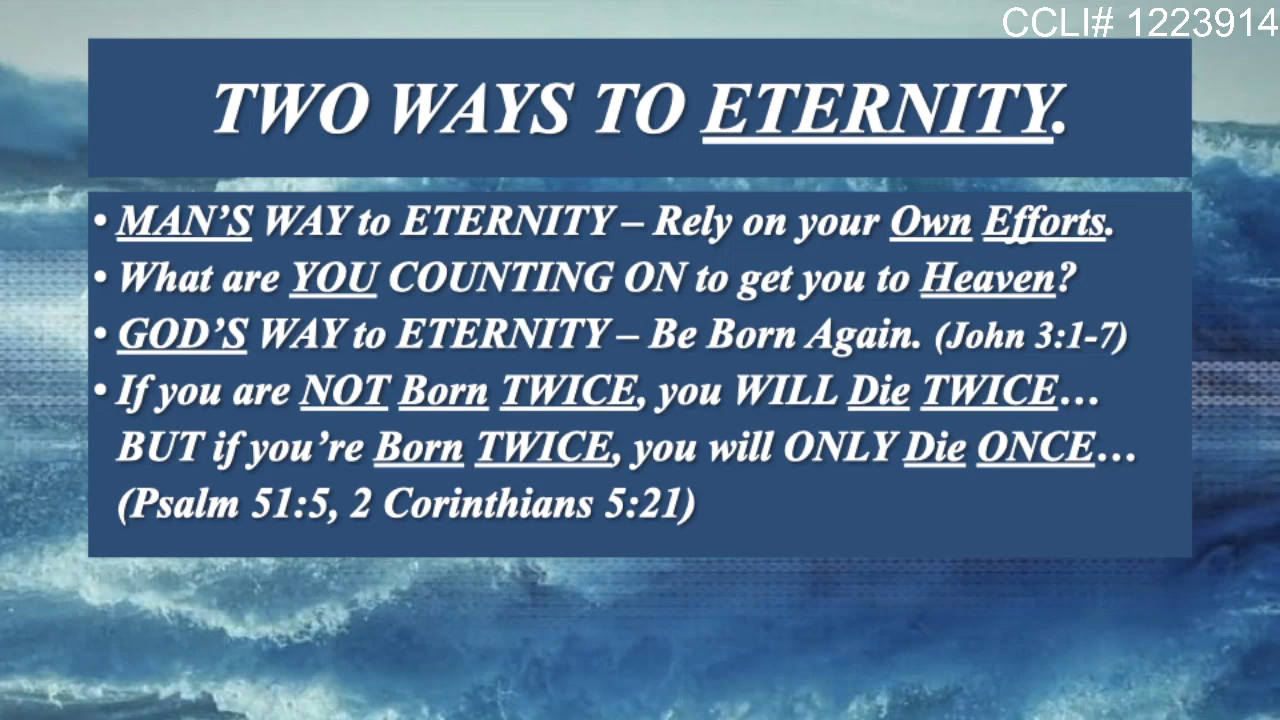 CCLI# 1223914
TWO WAYS TO ETERNITY.
• MAN’S WAY to ETERNITY – Rely on your Own Efforts.
• What are YOU COUNTING ON to get you to Heaven?
• GOD’S WAY to ETERNITY – Be Born Again. (John 3:1-7)
• If you are NOT Born TWICE, you WILL Die TWICE…
BUT if you’re Born TWICE, you will ONLY Die ONCE…
(Psalm 51:5, 2 Corinthians 5:21)